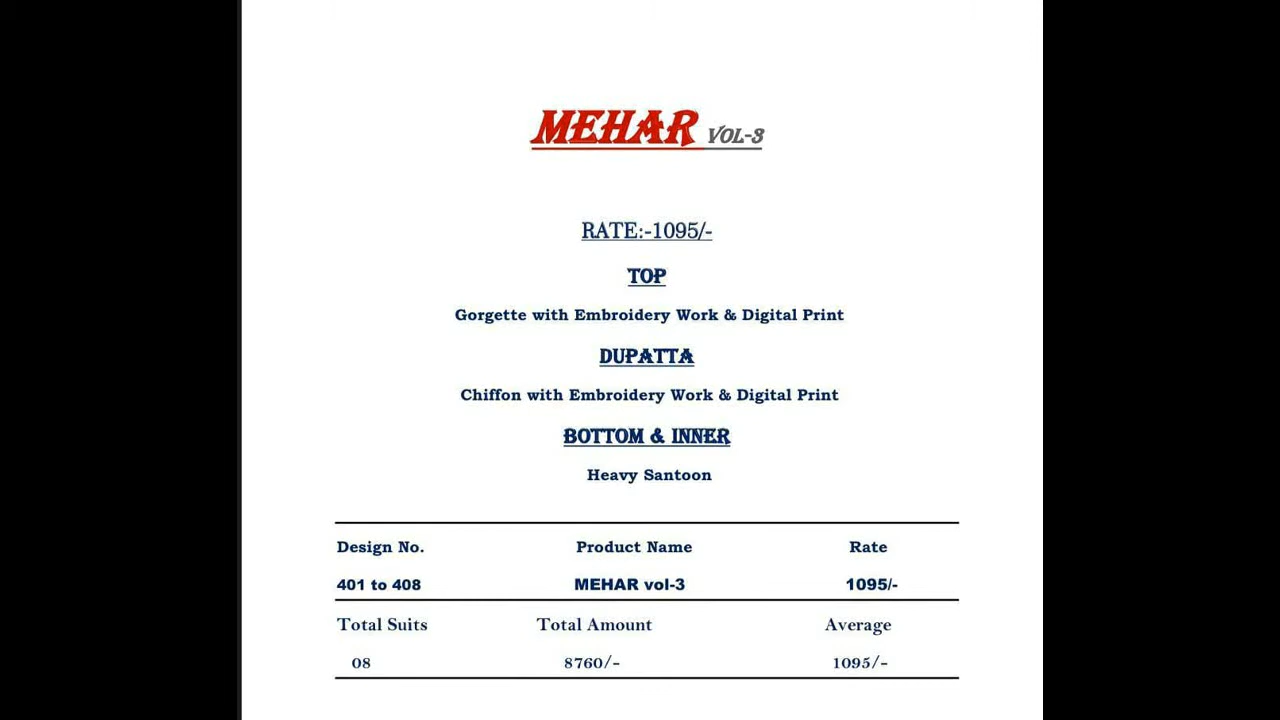 MEHAR VOL-3
RATE:-1095/-
TOP
Gorgette with Embroidery Work & Digital Print
DUPATTA
Chiffon with Embroidery Work & Digital Print
BOTTOM & INNER
Heavy Santoon
Design No. Product Name Rate
401 to 408 MEHAR vol-3 1095/-
Total Suits Total Amount Average
08 8760/- 1095/-